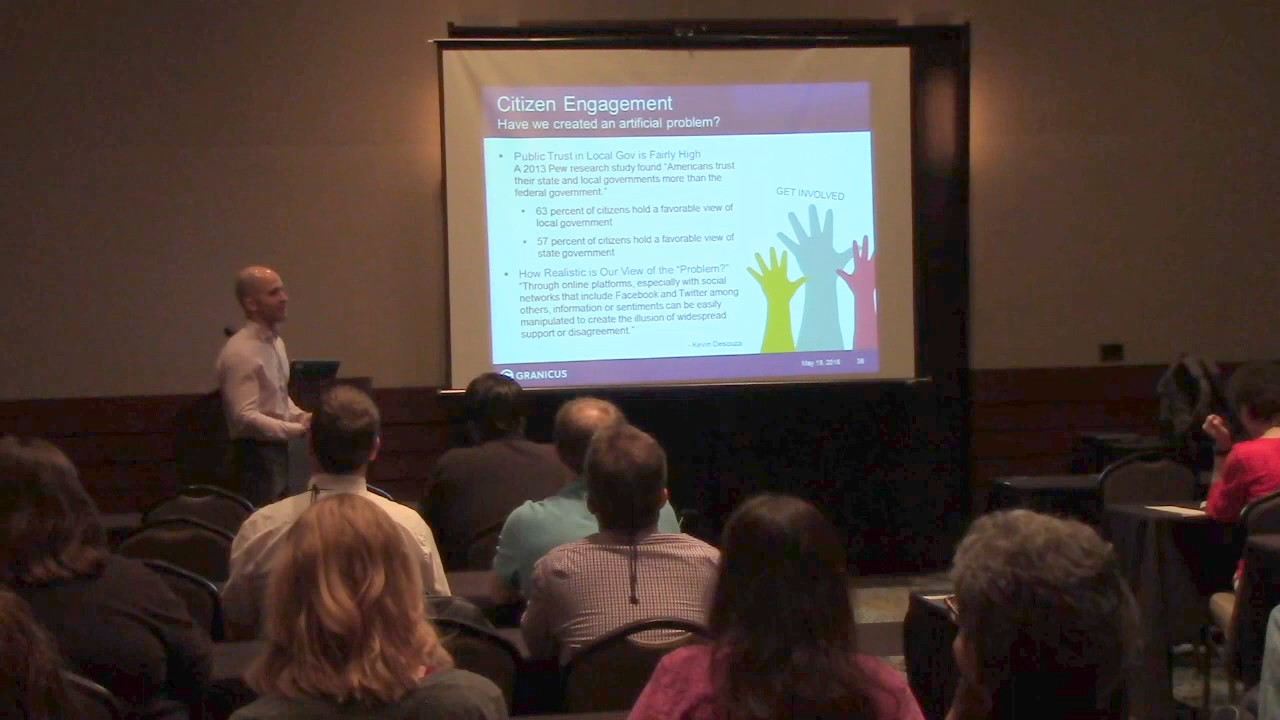 Citizen Engagement
Have we created an artificial problem?
Public Trust in Local Gov is Fairly High
A 2013 Pew research study found "Americans trust
their state and local governments more than the
federal government."
63 percent of citizens hold a favorable view of
local government
57 percent of citizens hold a favorable view of
state government
How Realistic is Our View of the "Problem?"
"Through online platforms, especially with social
networks that include Facebook and Twitter among
others, information or sentiments can be easily
manipulated to create the illusion of widespread
support or disagreement."
- Kevin Desouza
GET INVOLVED
GRANICUS
May 19, 2016
36